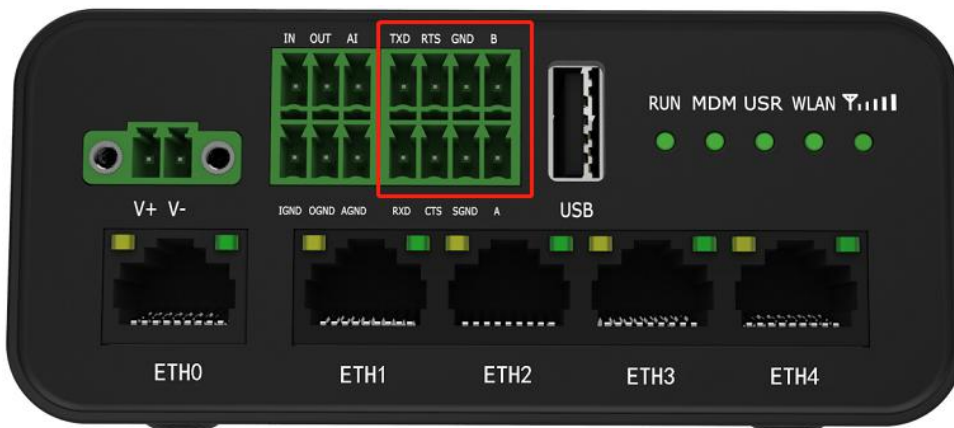 IN OUT AI TXD RTS GND B
RUN MDM USR WLAN
V+ V-
IGND OGND AGND RXD CTS SGND A
USB
ETH0 ETH1 ETH2 ETH3 ETH4